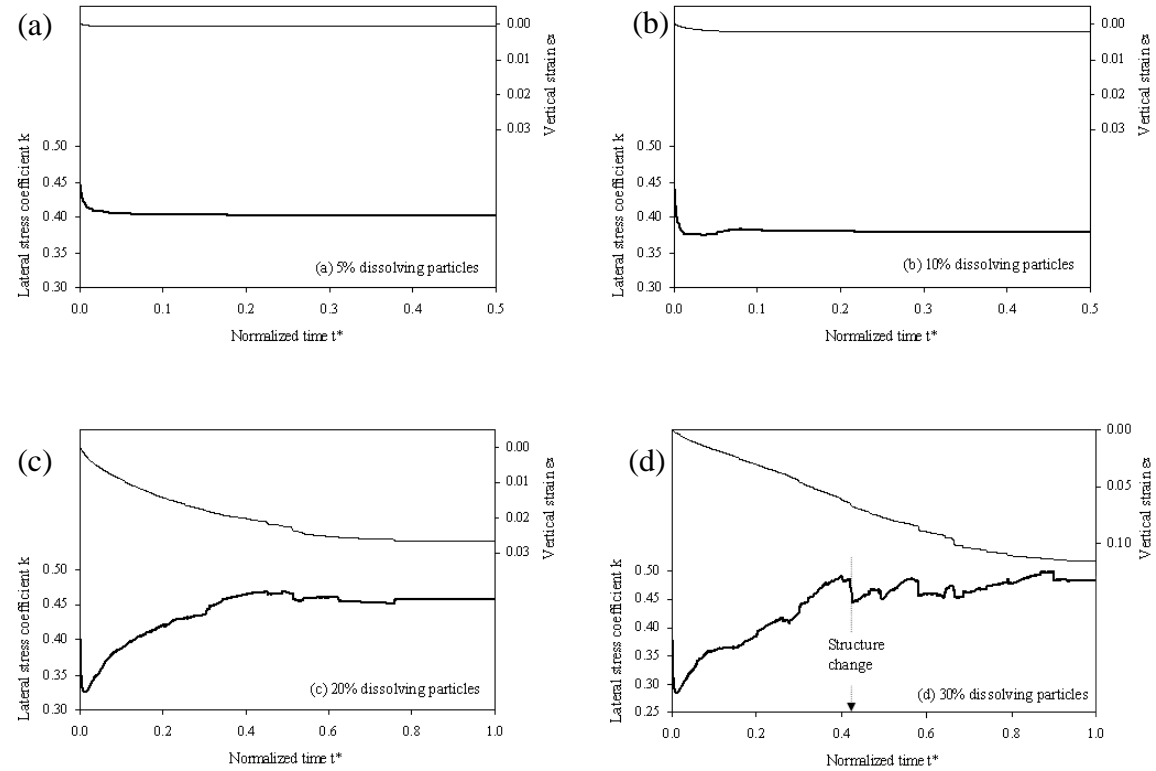 (a)
0.00
0.01
0.02
0.03
Vertical strain εz
0.50
0.45
0.40
0.35
0.30
Lateral stress coefficient k
(a) 5% dissolving particles
0.0 0.1 0.2 0.3 0.4 0.5
Normalized time t*
(b)
0.00
0.01
0.02
0.03
Vertical strain εz
0.50
0.45
0.40
0.35
0.30
Lateral stress coefficient k
(b) 10% dissolving particles
0.0 0.1 0.2 0.3 0.4 0.5
Normalized time t*
(c)
0.00
0.01
0.02
0.03
Vertical strain εz
0.50
0.45
0.40
0.35
0.30
Lateral stress coefficient k
(c) 20% dissolving particles
0.0 0.2 0.4 0.6 0.8 1.0
Normalized time t*
(d)
0.00
0.05
0.10
Vertical strain εz
0.50
0.45
0.40
0.35
0.30
0.25
Lateral stress coefficient k
Structure
change
(d) 30% dissolving particles
0.0 0.2 0.4 0.6 0.8 1.0
Normalized time t*